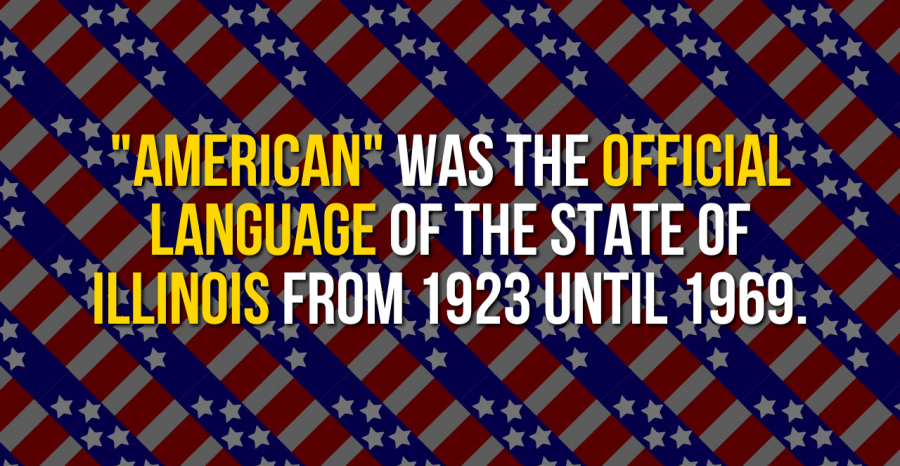 "AMERICAN" WAS THE OFFICIAL
LANGUAGE OF THE STATE OF
ILLINOIS FROM 1923 UNTIL 1969.